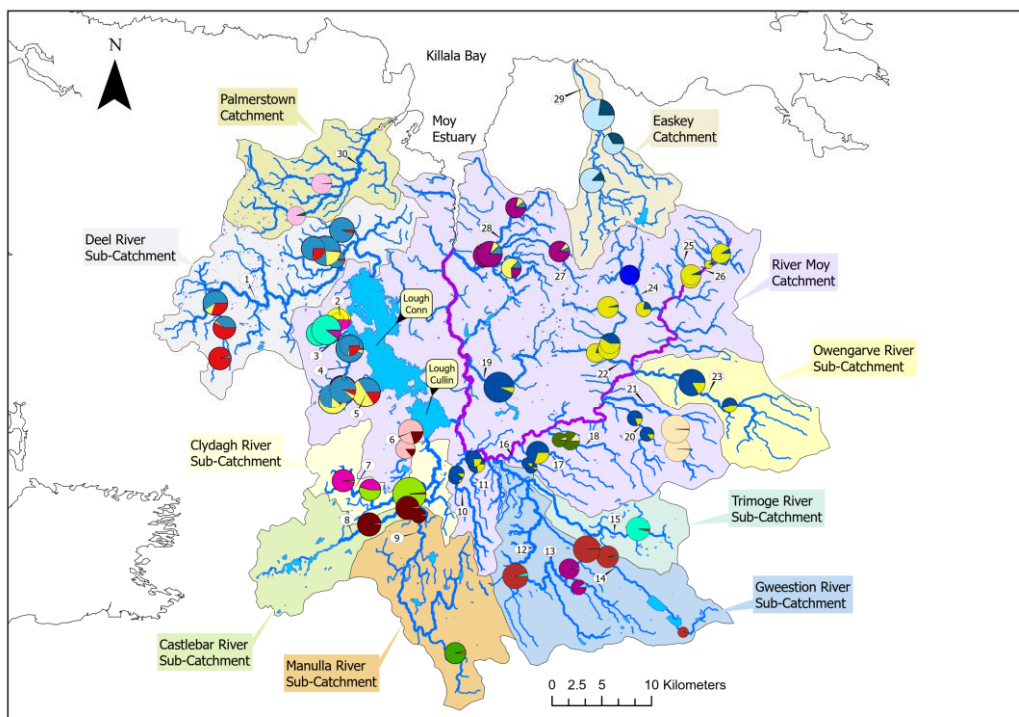 Killala Bay
N
29
Palmerstown
Catchment
Easkey
Catchment
Moy
Estuary
30
28
Deel River
Sub-Catchment
25
River Moy
Catchment
27
26
1
24
2
Lough
Conn
3
Owengarve River
Sub-Catchment
4
19
22
23
Lough
Cullin
21
5
6
20
18
Clydagh River
Sub-Catchment
16
7
17
11
Trimoge River
Sub-Catchment
10
8
15
9
12
13
14
Gweestion River
Sub-Catchment
Castlebar River
Sub-Catchment
Manulla River
Sub-Catchment
0 2.5 5 10 Kilometers